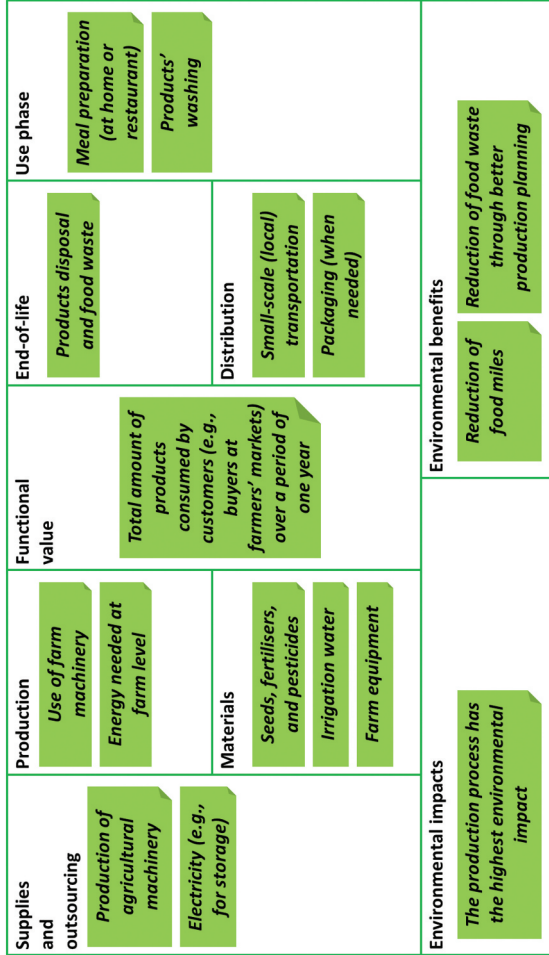 Supplies
and
outsourcing
Production of
agricultural
machinery
Electricity (e.g.,
for storage)
Production
Use of farm
machinery
Energy needed at
farm level
Materials
Seeds, fertilisers,
and pesticides
Irrigation water
Farm equipment
Functional
value
Total amount of
products
consumed by
customers (e.g.,
buyers at
farmers’ markets)
over a period of
one year
End-of-life
Products disposal
and food waste
Distribution
Small-scale (local)
transportation
Packaging (when
needed)
Use phase
Meal preparation
(at home or
restaurant)
Products’
washing
Environmental impacts
The production process has
the highest environmental
impact
Environmental benefits
Reduction of
food miles
Reduction of food waste
through better
production planning